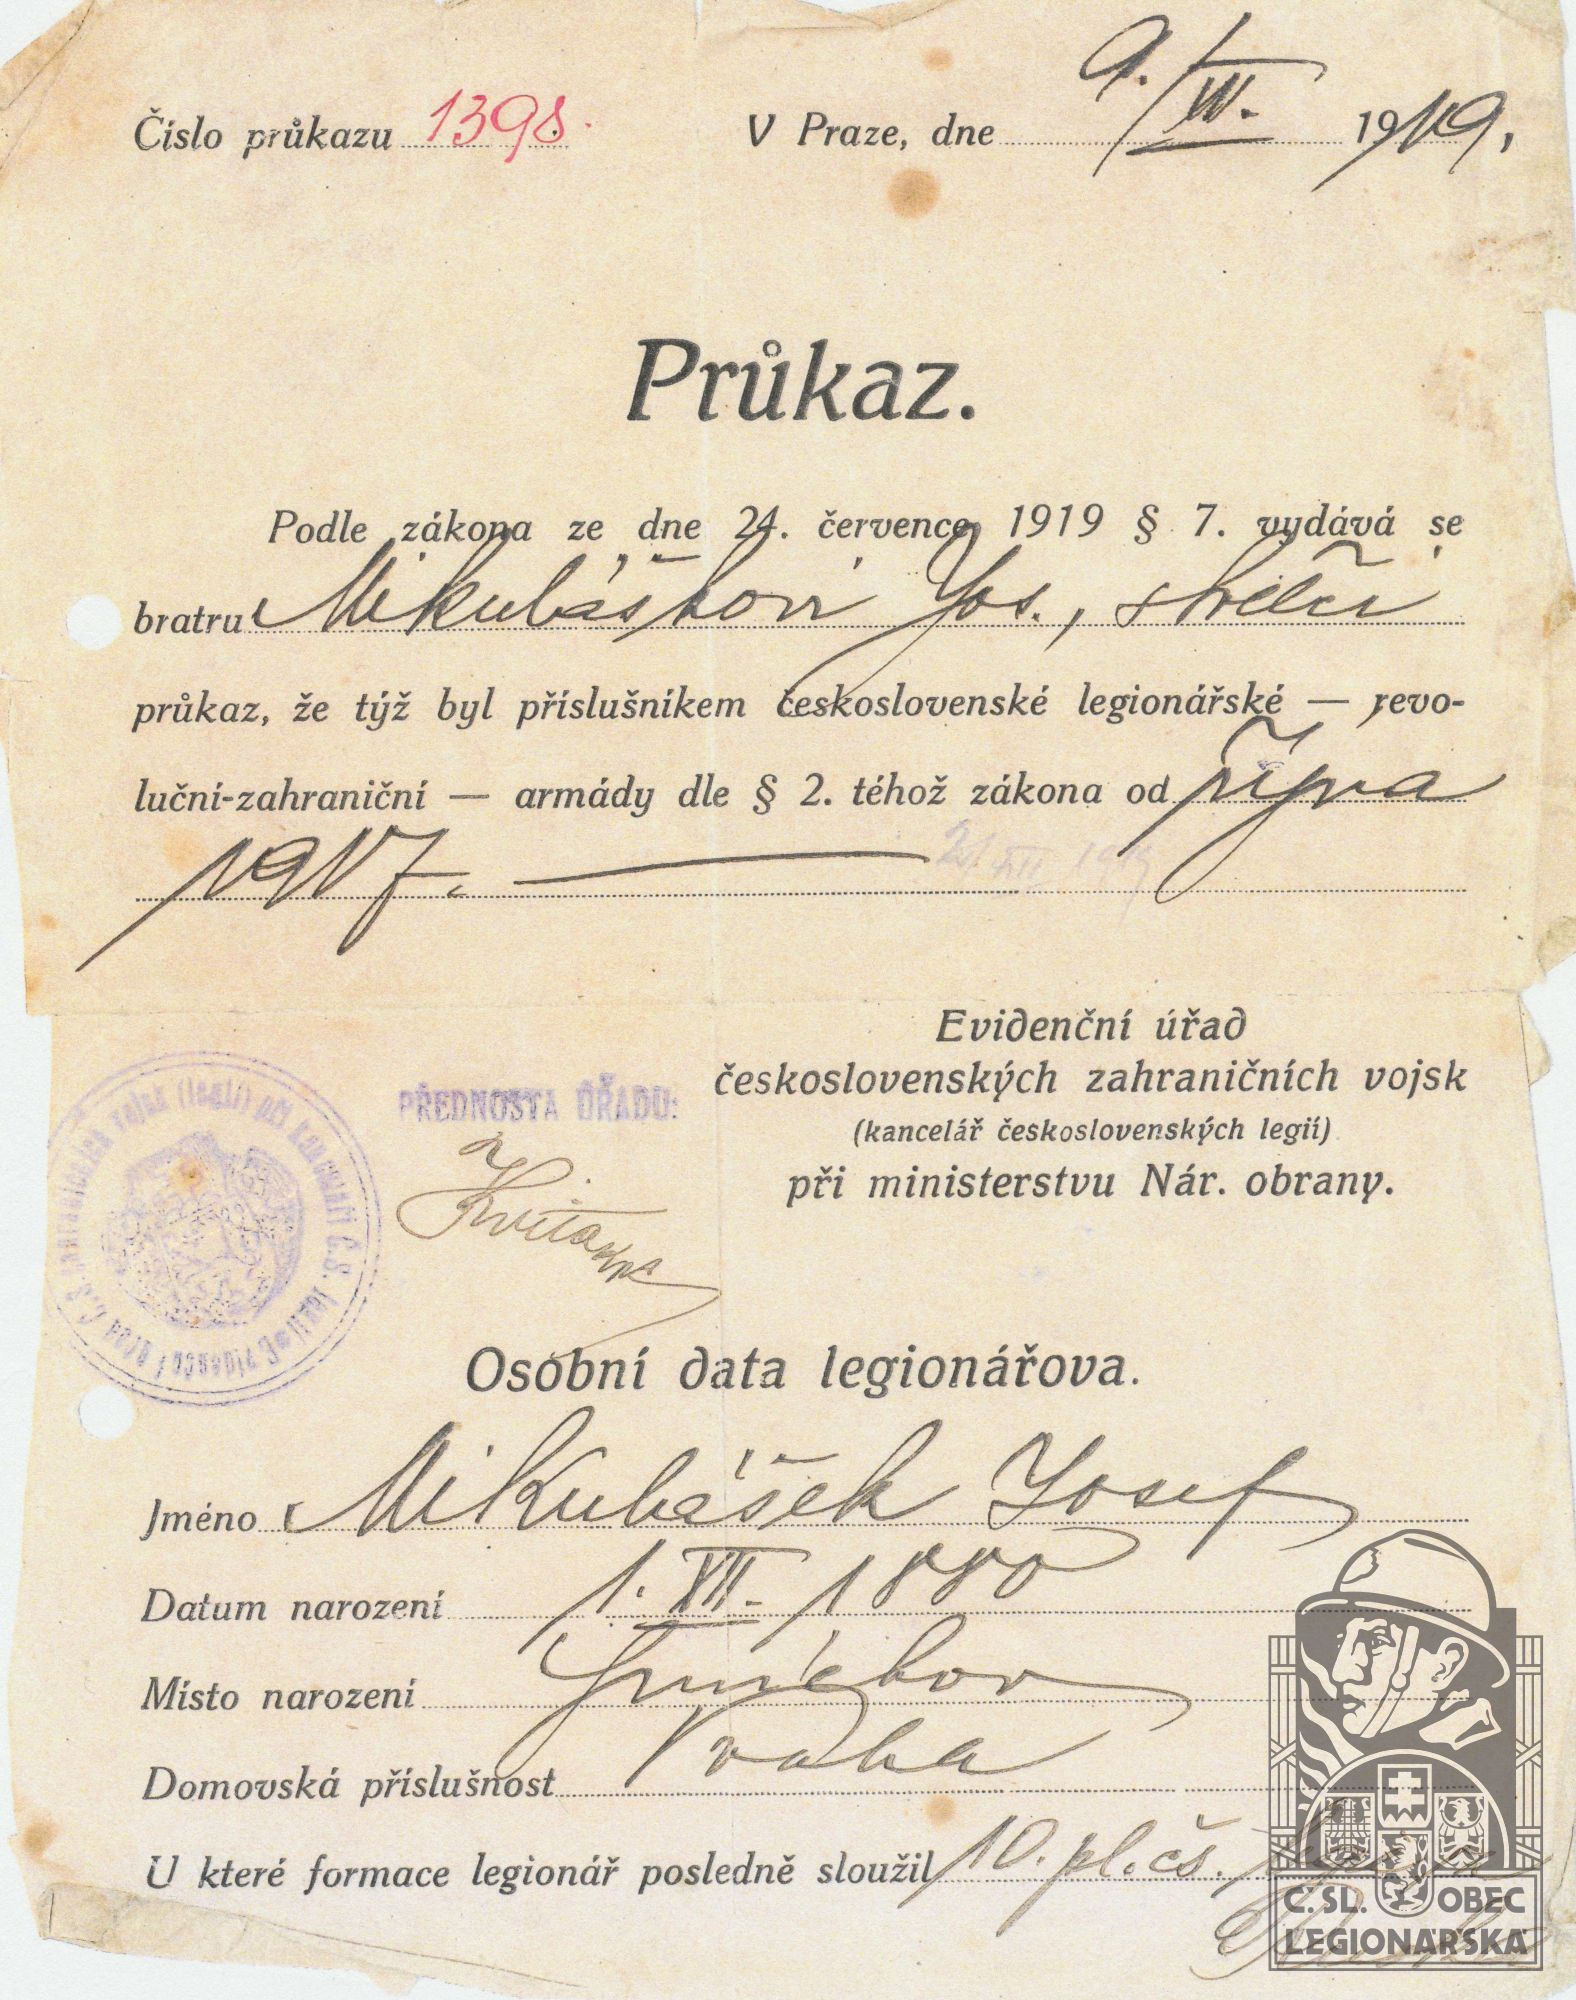 Číslo průkazu 1398.
V Praze, dne 9./VIII. 1919.
Průkaz.
Podle zákona ze dne 24. července 1919 § 7. vydává se
bratru Mikubáškovi Jos., střelci
průkaz, že týž byl příslušníkem československé legionářské — revo-
luční-zahraniční — armády dle § 2. téhož zákona od října
1917.
Evidenční úřad
československých zahraničních vojsk
(kancelář československých legií)
při ministerstvu Nár. obrany.
PŘEDNOSTA ÚŘADU:
Osobní data legionářova.
Jméno Mikubášek Josef
Datum narození 1. VII. 1880
Místo narození
Domovská příslušnost Praha
U které formace legionář posledně sloužil 10. pl. čs.
Č. SL. OBEC
LEGIONÁŘSKÁ